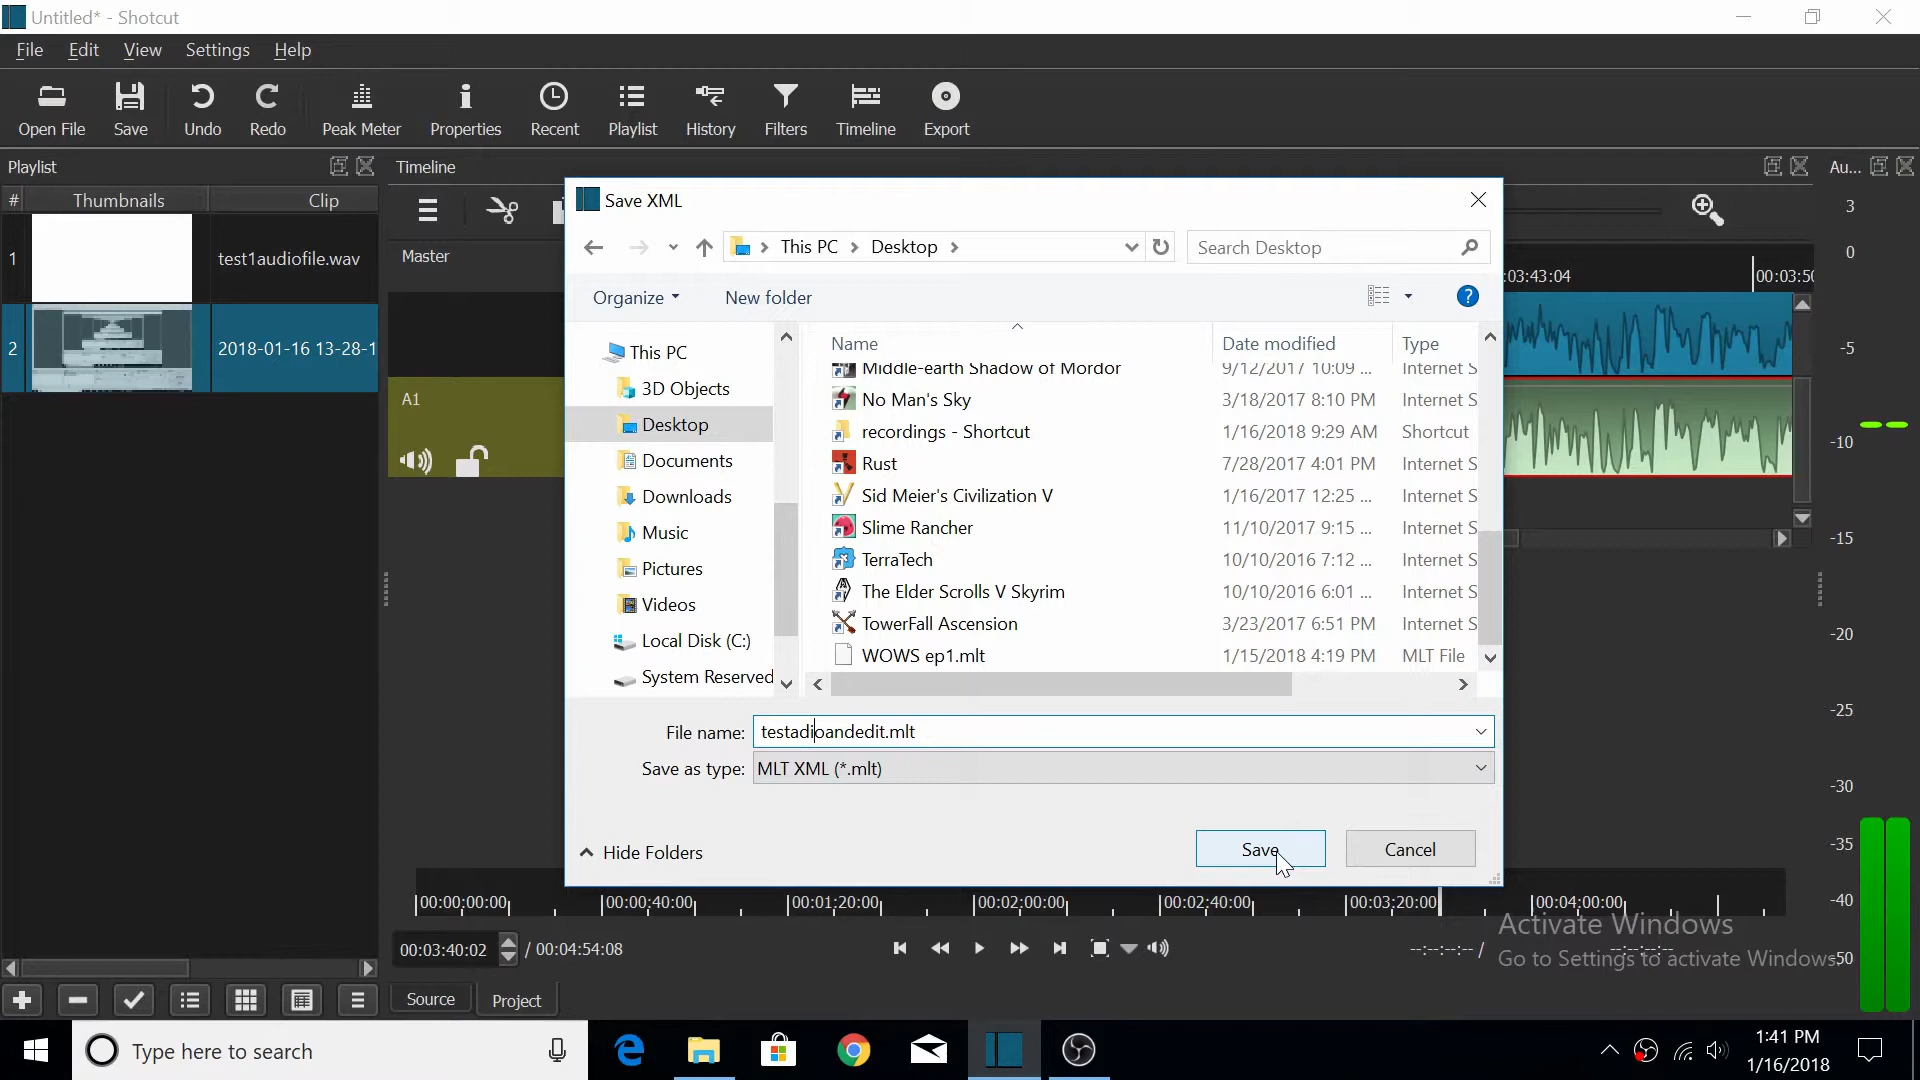 Untitled* - Shotcut
File Edit View Settings Help
Open File Save Undo Redo Peak Meter Properties Recent Playlist History Filters Timeline Export
Playlist
Timeline
Au...
# Thumbnails Clip
1 test1audiofile.wav
2 2018-01-16 13-28-1
Master
A1
Save XML
This PC Desktop
Search Desktop
Organize New folder
This PC
3D Objects
Desktop
Documents
Downloads
Music
Pictures
Videos
Local Disk (C:)
System Reserved
Name Date modified Type
Middle-earth Shadow of Mordor 9/12/2017 10:09 ... Internet S
No Man's Sky 3/18/2017 8:10 PM Internet S
recordings - Shortcut 1/16/2018 9:29 AM Shortcut
Rust 7/28/2017 4:01 PM Internet S
Sid Meier's Civilization V 1/16/2017 12:25 ... Internet S
Slime Rancher 11/10/2017 9:15 ... Internet S
TerraTech 10/10/2016 7:12 ... Internet S
The Elder Scrolls V Skyrim 10/10/2016 6:01 ... Internet S
TowerFall Ascension 3/23/2017 6:51 PM Internet S
WOWS ep1.mlt 1/15/2018 4:19 PM MLT File
File name: testadioandedit.mlt
Save as type: MLT XML (*.mlt)
Hide Folders
Save Cancel
:03:43:04 00:03:50
3
0
-5
-10
-15
-20
-25
-30
-35
-40
-50
00:00:00:00 00:00:40:00 00:01:20:00 00:02:00:00 00:02:40:00 00:03:20:00 00:04:00:00
00:03:40:02 / 00:04:54:08
--:--:--:-- / --:--:--:--
Activate Windows
Go to Settings to activate Windows.
Source Project
Type here to search
1:41 PM
1/16/2018